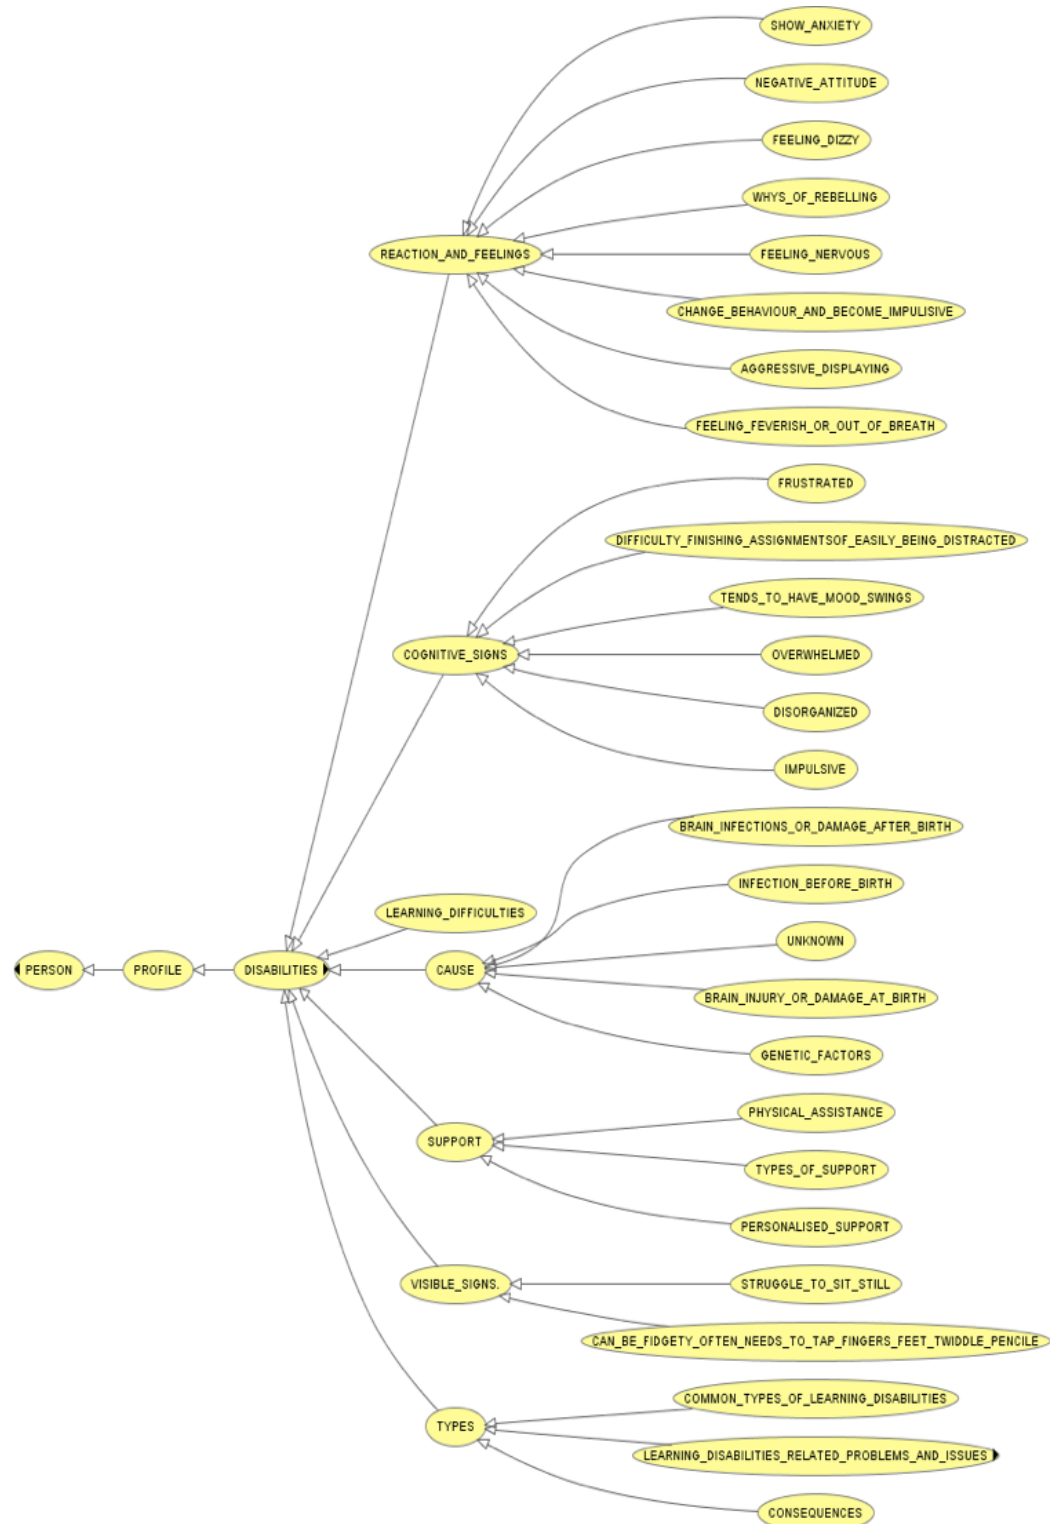 SHOW_ANXIETY
NEGATIVE_ATTITUDE
FEELING_DIZZY
WHYS_OF_REBELLING
REACTION_AND_FEELINGS
FEELING_NERVOUS
CHANGE_BEHAVIOUR_AND_BECOME_IMPULISIVE
AGGRESSIVE_DISPLAYING
FEELING_FEVERISH_OR_OUT_OF_BREATH
FRUSTRATED
DIFFICULTY_FINISHING_ASSIGNMENTSOF_EASILY_BEING_DISTRACTED
TENDS_TO_HAVE_MOOD_SWINGS
COGNITIVE_SIGNS
OVERWHELMED
DISORGANIZED
IMPULSIVE
BRAIN_INFECTIONS_OR_DAMAGE_AFTER_BIRTH
INFECTION_BEFORE_BIRTH
LEARNING_DIFFICULTIES
UNKNOWN
PERSON
PROFILE
DISABILITIES
CAUSE
BRAIN_INJURY_OR_DAMAGE_AT_BIRTH
GENETIC_FACTORS
PHYSICAL_ASSISTANCE
SUPPORT
TYPES_OF_SUPPORT
PERSONALISED_SUPPORT
VISIBLE_SIGNS.
STRUGGLE_TO_SIT_STILL
CAN_BE_FIDGETY_OFTEN_NEEDS_TO_TAP_FINGERS_FEET_TWIDDLE_PENCILE
COMMON_TYPES_OF_LEARNING_DISABILITIES
TYPES
LEARNING_DISABILITIES_RELATED_PROBLEMS_AND_ISSUES
CONSEQUENCES